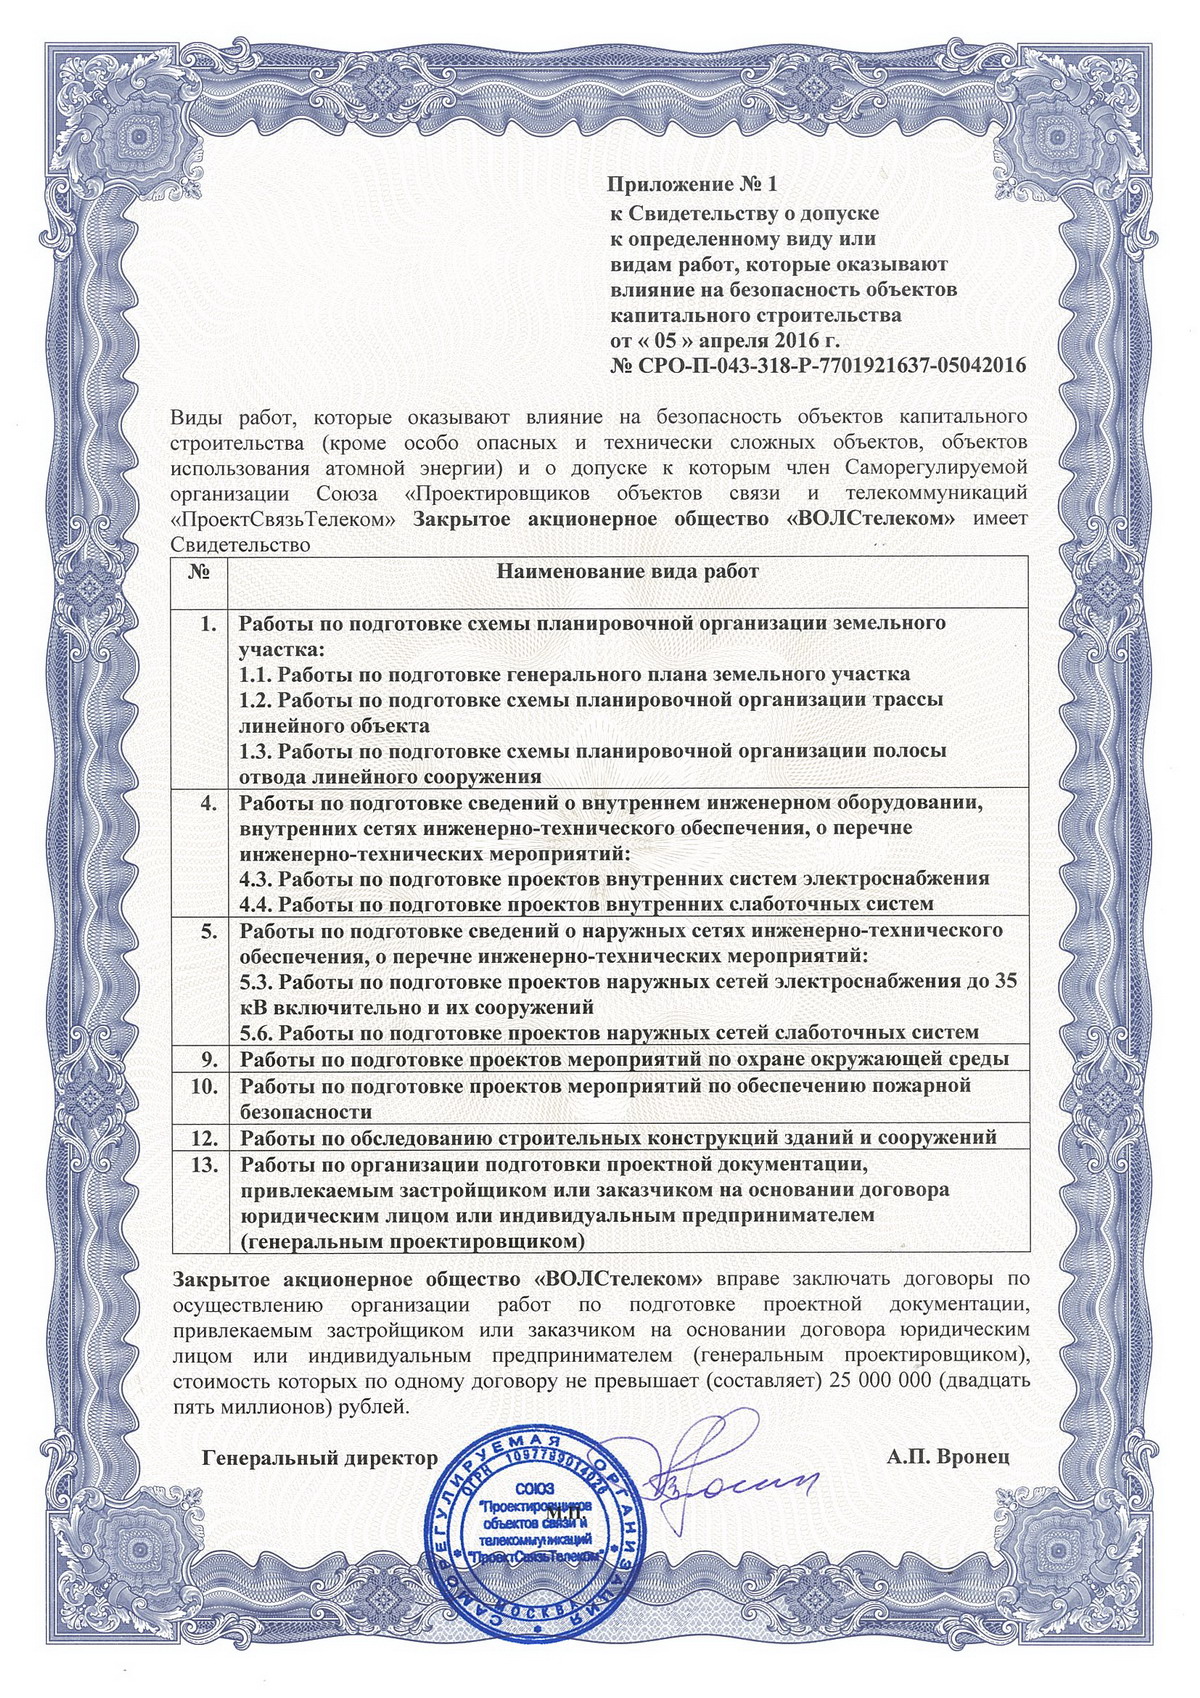 Приложение № 1
к Свидетельству о допуске
к определенному виду или
видам работ, которые оказывают
влияние на безопасность объектов
капитального строительства
от « 05 » апреля 2016 г.
№ СРО-П-043-318-Р-7701921637-05042016
Виды работ, которые оказывают влияние на безопасность объектов капитального
строительства (кроме особо опасных и технически сложных объектов, объектов
использования атомной энергии) и о допуске к которым член Саморегулируемой
организации Союза «Проектировщиков объектов связи и телекоммуникаций
«ПроектСвязьТелеком» Закрытое акционерное общество «ВОЛСтелеком» имеет
Свидетельство
№ Наименование вида работ
1. Работы по подготовке схемы планировочной организации земельного
участка:
1.1. Работы по подготовке генерального плана земельного участка
1.2. Работы по подготовке схемы планировочной организации трассы
линейного объекта
1.3. Работы по подготовке схемы планировочной организации полосы
отвода линейного сооружения
4. Работы по подготовке сведений о внутреннем инженерном оборудовании,
внутренних сетях инженерно-технического обеспечения, о перечне
инженерно-технических мероприятий:
4.3. Работы по подготовке проектов внутренних систем электроснабжения
4.4. Работы по подготовке проектов внутренних слаботочных систем
5. Работы по подготовке сведений о наружных сетях инженерно-технического
обеспечения, о перечне инженерно-технических мероприятий:
5.3. Работы по подготовке проектов наружных сетей электроснабжения до 35
кВ включительно и их сооружений
5.6. Работы по подготовке проектов наружных сетей слаботочных систем
9. Работы по подготовке проектов мероприятий по охране окружающей среды
10. Работы по подготовке проектов мероприятий по обеспечению пожарной
безопасности
12. Работы по обследованию строительных конструкций зданий и сооружений
13. Работы по организации подготовки проектной документации,
привлекаемым застройщиком или заказчиком на основании договора
юридическим лицом или индивидуальным предпринимателем
(генеральным проектировщиком)
Закрытое акционерное общество «ВОЛСтелеком» вправе заключать договоры по
осуществлению организации работ по подготовке проектной документации,
привлекаемым застройщиком или заказчиком на основании договора юридическим
лицом или индивидуальным предпринимателем (генеральным проектировщиком),
стоимость которых по одному договору не превышает (составляет) 25 000 000 (двадцать
пять миллионов) рублей.
Генеральный директор А.П. Вронец
САМОРЕГУЛИРУЕМАЯ ОРГАНИЗАЦИЯ
ОГРН 1097799014026
СОЮЗ
"Проектировщиков
М.П.
объектов связи и
телекоммуникаций
"ПроектСвязьТелеком"
МОСКВА